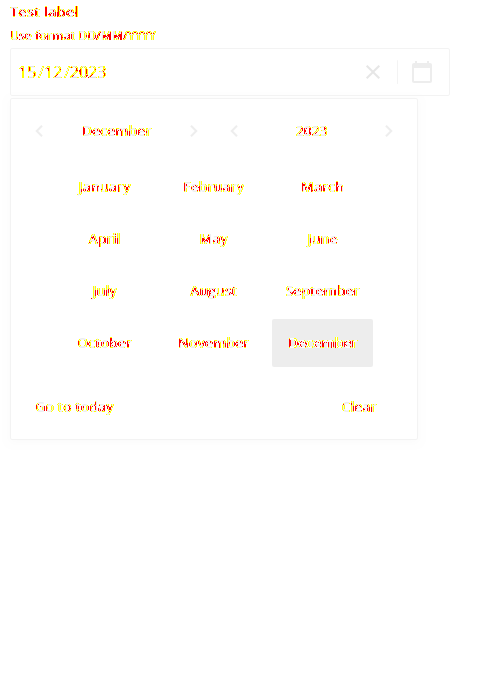 Test label
Use format DD/MM/YYYY
15/12/2023
December 2023
January February March
April May June
July August September
October November December
Go to today Clear